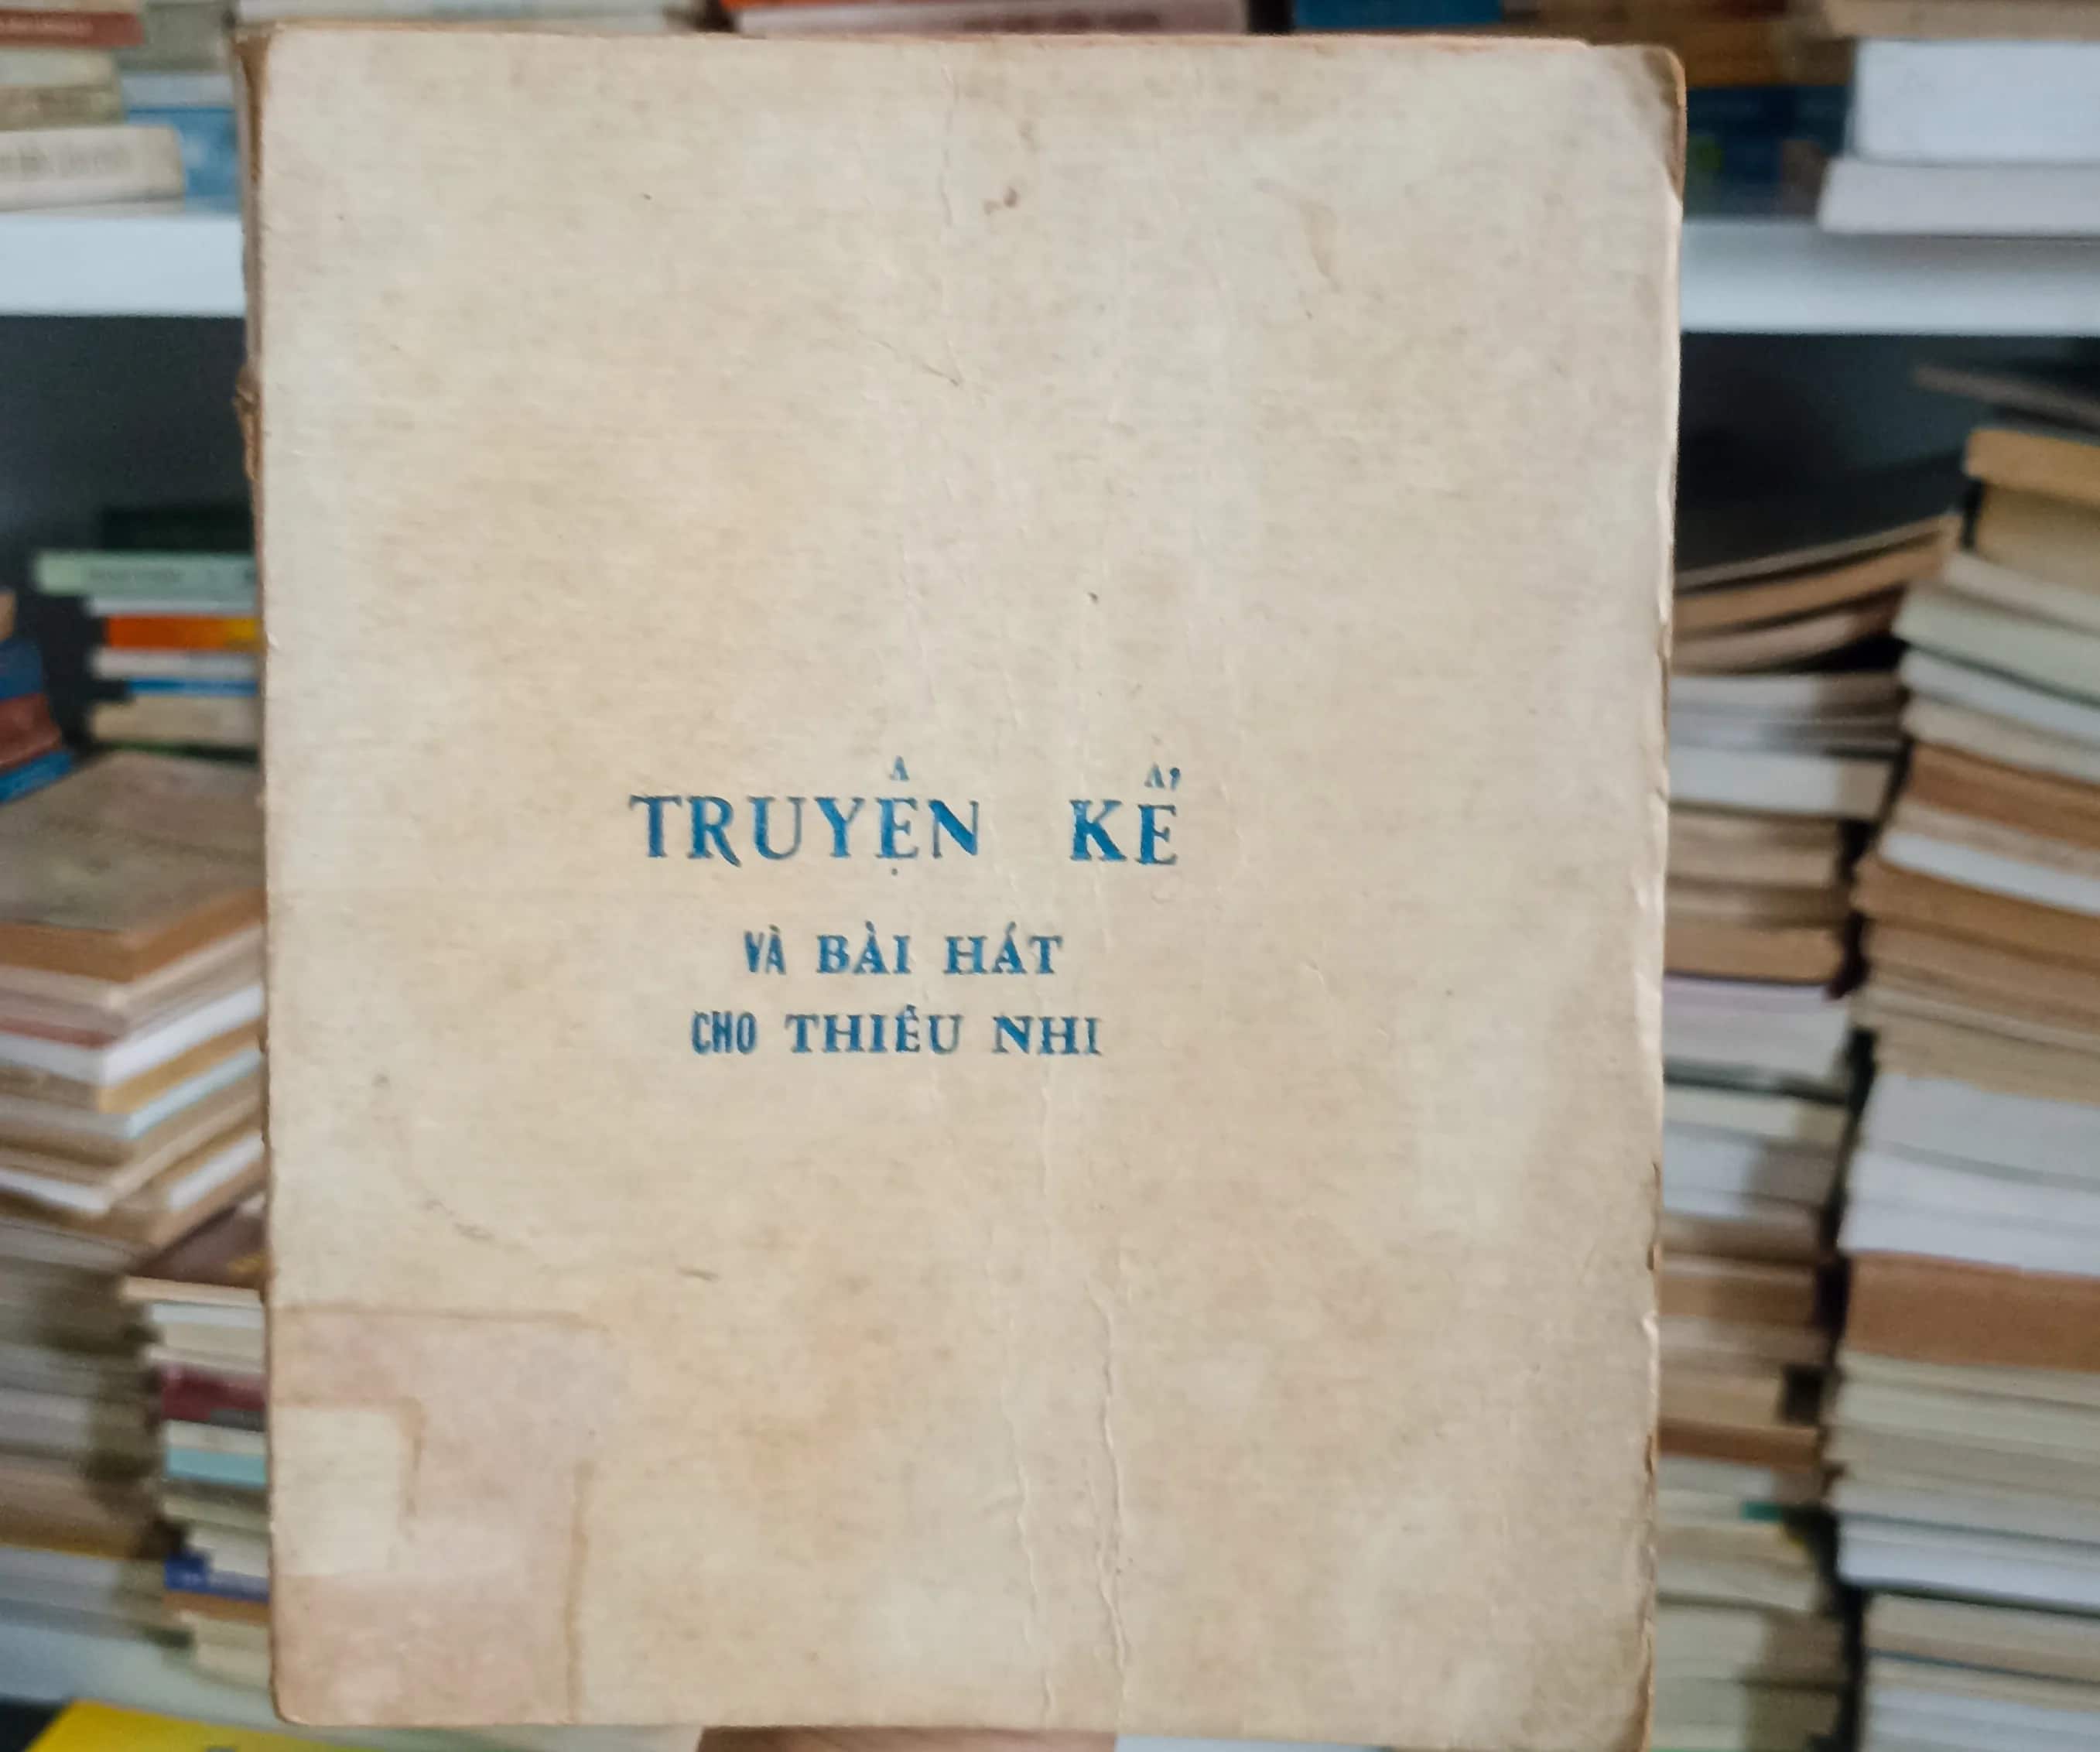 TRUYỆN KỂ
VÀ BÀI HÁT
CHO THIẾU NHI